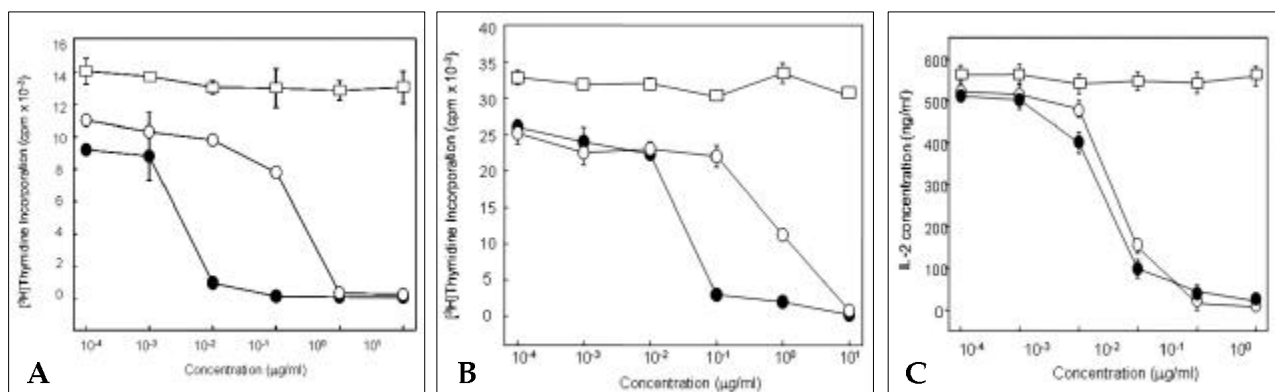 16
14
12
10
8
6
4
2
0
[³H]Thymidine Incorporation (cpm x 10⁻³)
10⁻⁴ 10⁻³ 10⁻² 10⁻¹ 10⁰ 10¹
Concentration (µg/ml)
A
40
35
30
25
20
15
10
5
0
[³H]Thymidine Incorporation (cpm x 10⁻³)
10⁻⁴ 10⁻³ 10⁻² 10⁻¹ 10⁰ 10¹
Concentration (µg/ml)
B
600
500
400
300
200
100
0
IL-2 concentration (ng/ml)
10⁻⁴ 10⁻³ 10⁻² 10⁻¹ 10⁰
Concentration (µg/ml)
C